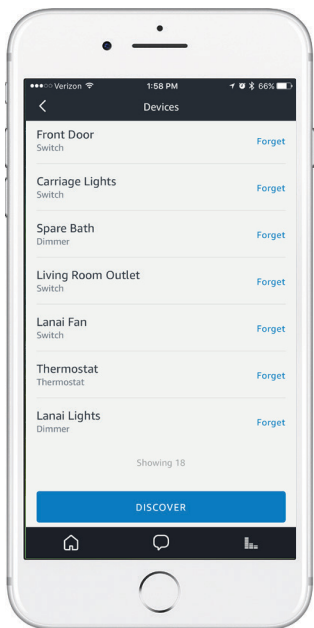 Verizon 1:58 PM 66%
Devices
Front Door
Switch
Forget
Carriage Lights
Switch
Forget
Spare Bath
Dimmer
Forget
Living Room Outlet
Switch
Forget
Lanai Fan
Switch
Forget
Thermostat
Thermostat
Forget
Lanai Lights
Dimmer
Forget
Showing 18
DISCOVER